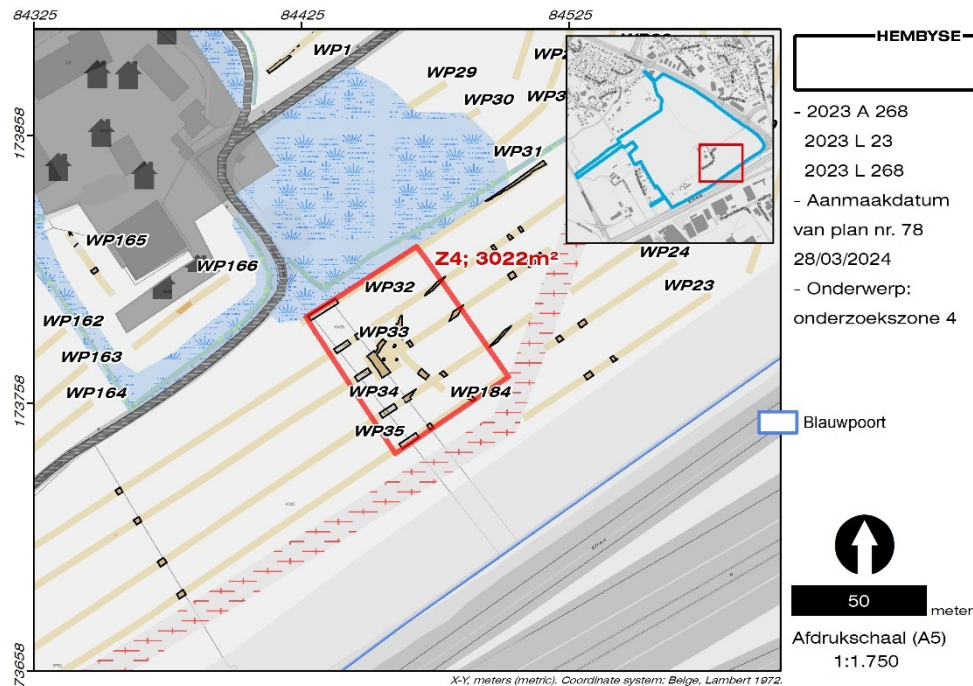 84325
84425
84525
173858
173758
173658
WP1
WP29
WP30
WP31
WP165
WP166
WP24
WP23
Z4; 3022m²
WP32
WP162
WP33
WP163
WP34
WP184
WP164
WP35
X-Y, meters (metric). Coordinate system: Belge, Lambert 1972.
HEMBYSE
- 2023 A 268
2023 L 23
2023 L 268
- Aanmaakdatum
van plan nr. 78
28/03/2024
- Onderwerp:
onderzoekszone 4
Blauwpoort
50
meter
Afdrukschaal (A5)
1:1.750